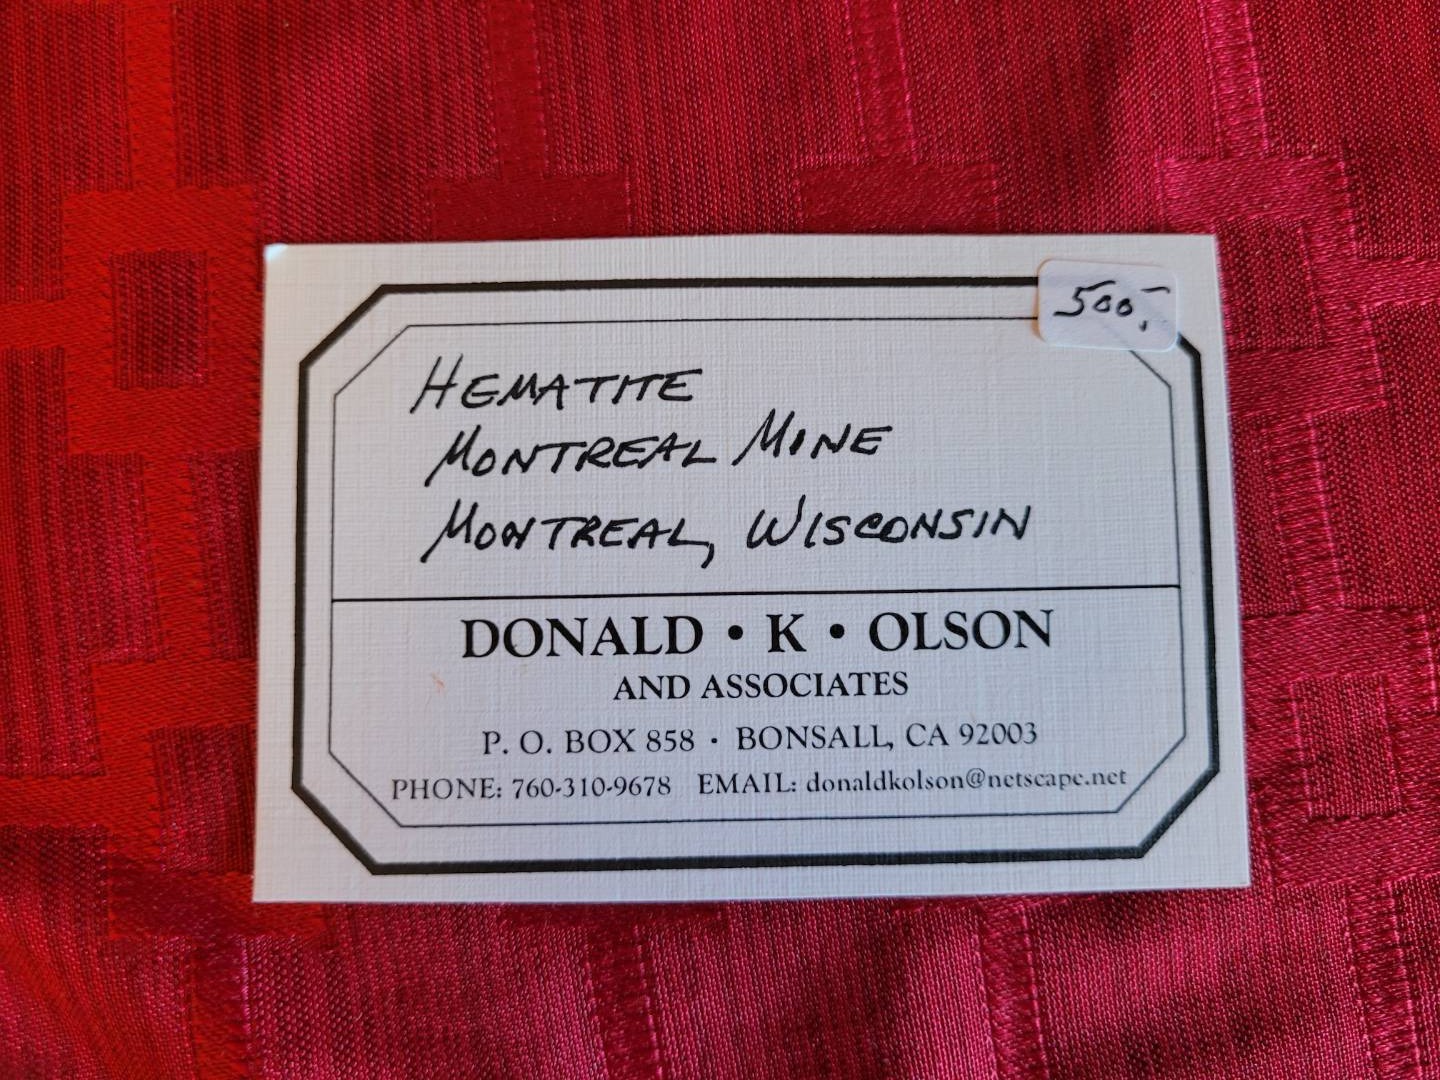 500,-
HEMATITE
MONTREAL MINE
MONTREAL, WISCONSIN
DONALD • K • OLSON
AND ASSOCIATES
P. O. BOX 858 · BONSALL, CA 92003
PHONE: 760-310-9678 EMAIL: donaldkolson@netscape.net